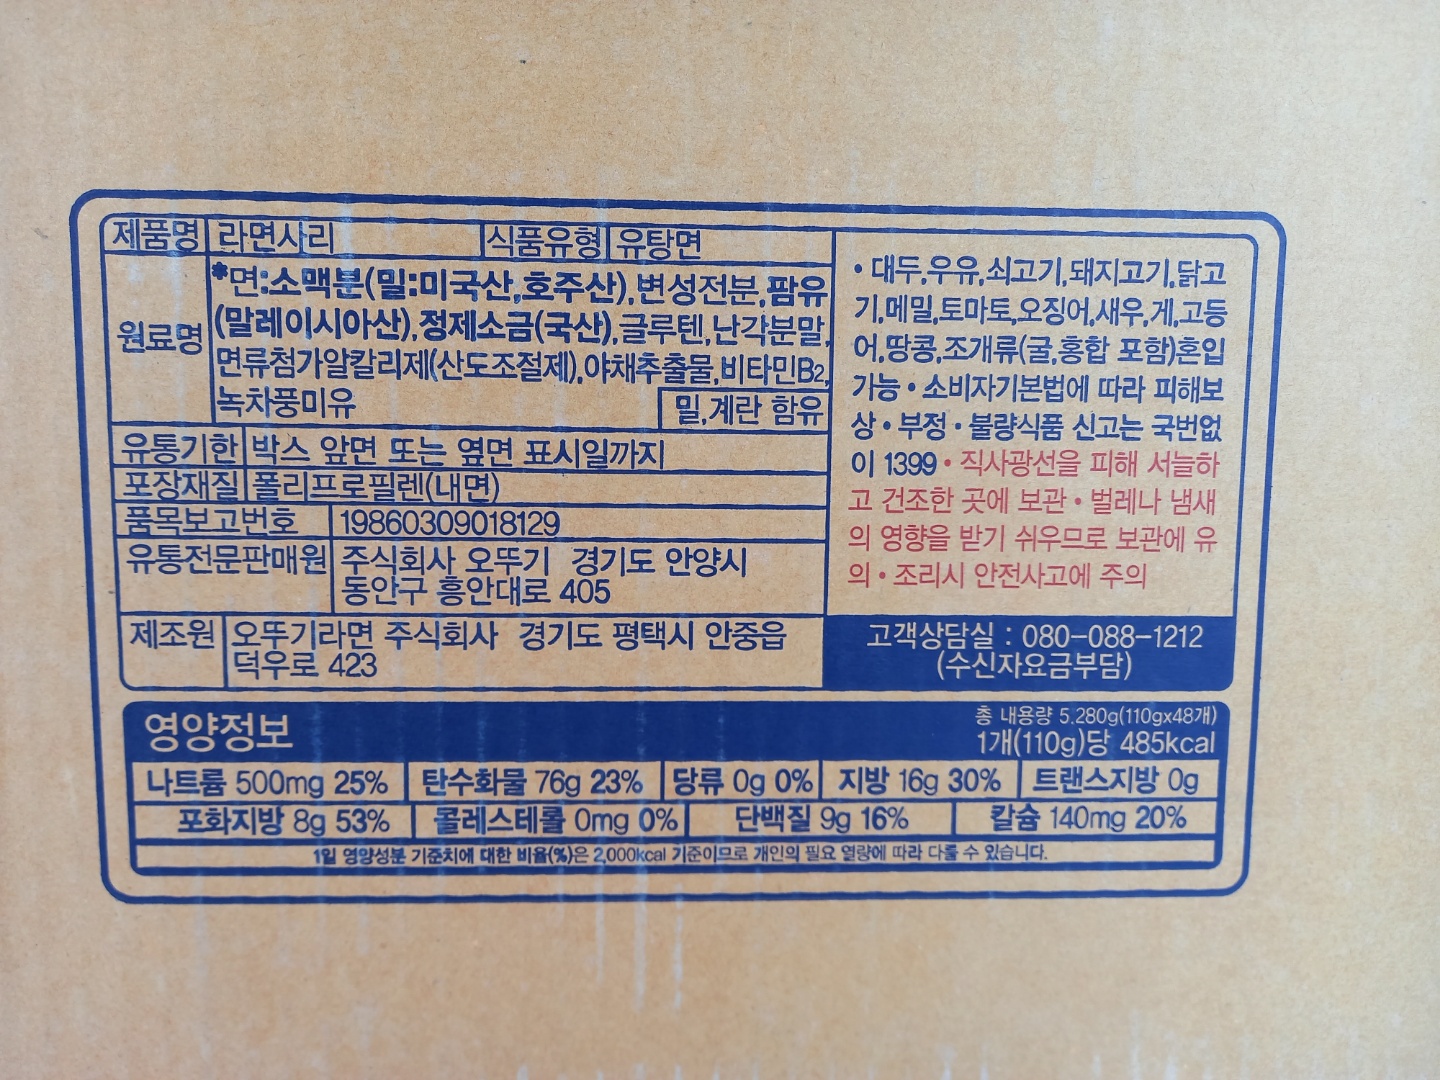 제품명 라면사리 식품유형 유탕면
원료명
*면:소맥분(밀:미국산,호주산),변성전분,팜유
(말레이시아산),정제소금(국산),글루텐,난각분말,
면류첨가알칼리제(산도조절제),야채추출물,비타민B2,
녹차풍미유
밀,계란 함유
유통기한 박스 앞면 또는 옆면 표시일까지
포장재질 폴리프로필렌(내면)
품목보고번호 19860309018129
유통전문판매원 주식회사 오뚜기 경기도 안양시
동안구 흥안대로 405
제조원 오뚜기라면 주식회사 경기도 평택시 안중읍
덕우로 423
• 대두,우유,쇠고기,돼지고기,닭고
기,메밀,토마토,오징어,새우,게,고등
어,땅콩,조개류(굴,홍합 포함)혼입
가능 • 소비자기본법에 따라 피해보
상 • 부정 • 불량식품 신고는 국번없
이 1399 • 직사광선을 피해 서늘하
고 건조한 곳에 보관 • 벌레나 냄새
의 영향을 받기 쉬우므로 보관에 유
의 • 조리시 안전사고에 주의
고객상담실 : 080-088-1212
(수신자요금부담)
영양정보
총 내용량 5,280g(110gx48개)
1개(110g)당 485kcal
나트륨 500mg 25% 탄수화물 76g 23% 당류 0g 0% 지방 16g 30% 트랜스지방 0g
포화지방 8g 53% 콜레스테롤 0mg 0% 단백질 9g 16% 칼슘 140mg 20%
1일 영양성분 기준치에 대한 비율(%)은 2,000kcal 기준이므로 개인의 필요 열량에 따라 다를 수 있습니다.